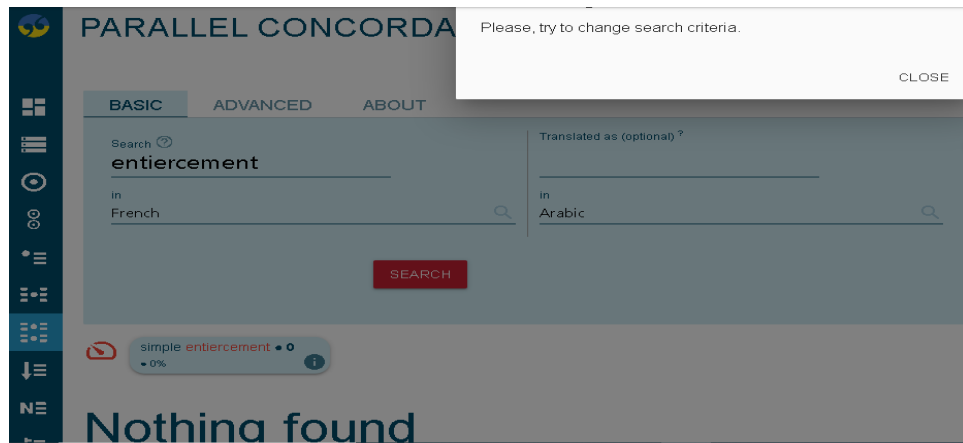 PARALLEL CONCORDA
Please, try to change search criteria.
CLOSE
BASIC ADVANCED ABOUT
Search ?
entiercement
in
French
Translated as (optional) ?
in
Arabic
SEARCH
simple entiercement • 0
• 0%
i
Nothing found
N